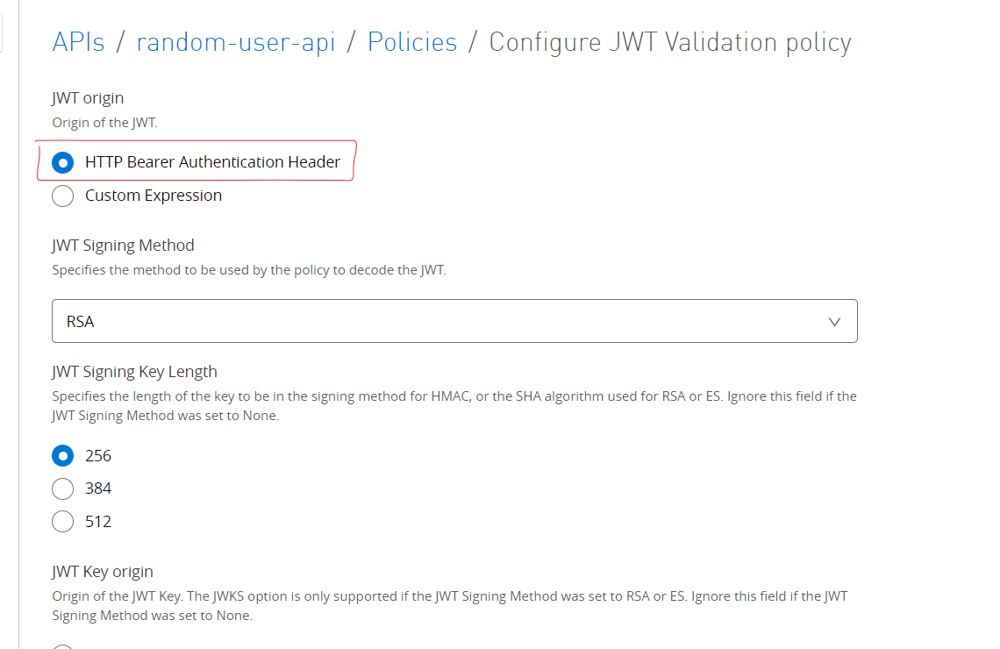 APIs / random-user-api / Policies / Configure JWT Validation policy
JWT origin
Origin of the JWT.
HTTP Bearer Authentication Header
Custom Expression
JWT Signing Method
Specifies the method to be used by the policy to decode the JWT.
RSA
JWT Signing Key Length
Specifies the length of the key to be in the signing method for HMAC, or the SHA algorithm used for RSA or ES. Ignore this field if the
JWT Signing Method was set to None.
256
384
512
JWT Key origin
Origin of the JWT Key. The JWKS option is only supported if the JWT Signing Method was set to RSA or ES. Ignore this field if the JWT
Signing Method was set to None.